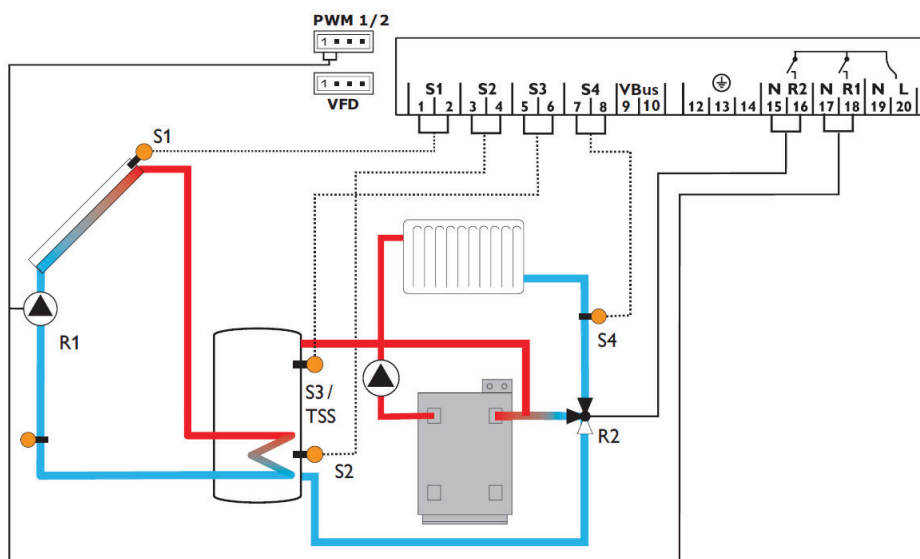 PWM 1/2
1
1
VFD
S1 S2 S3 S4 VBus N R2 N R1 N L
1 2 3 4 5 6 7 8 9 10 12 13 14 15 16 17 18 19 20
S1
R1
S3 /
TSS
S2
S4
R2